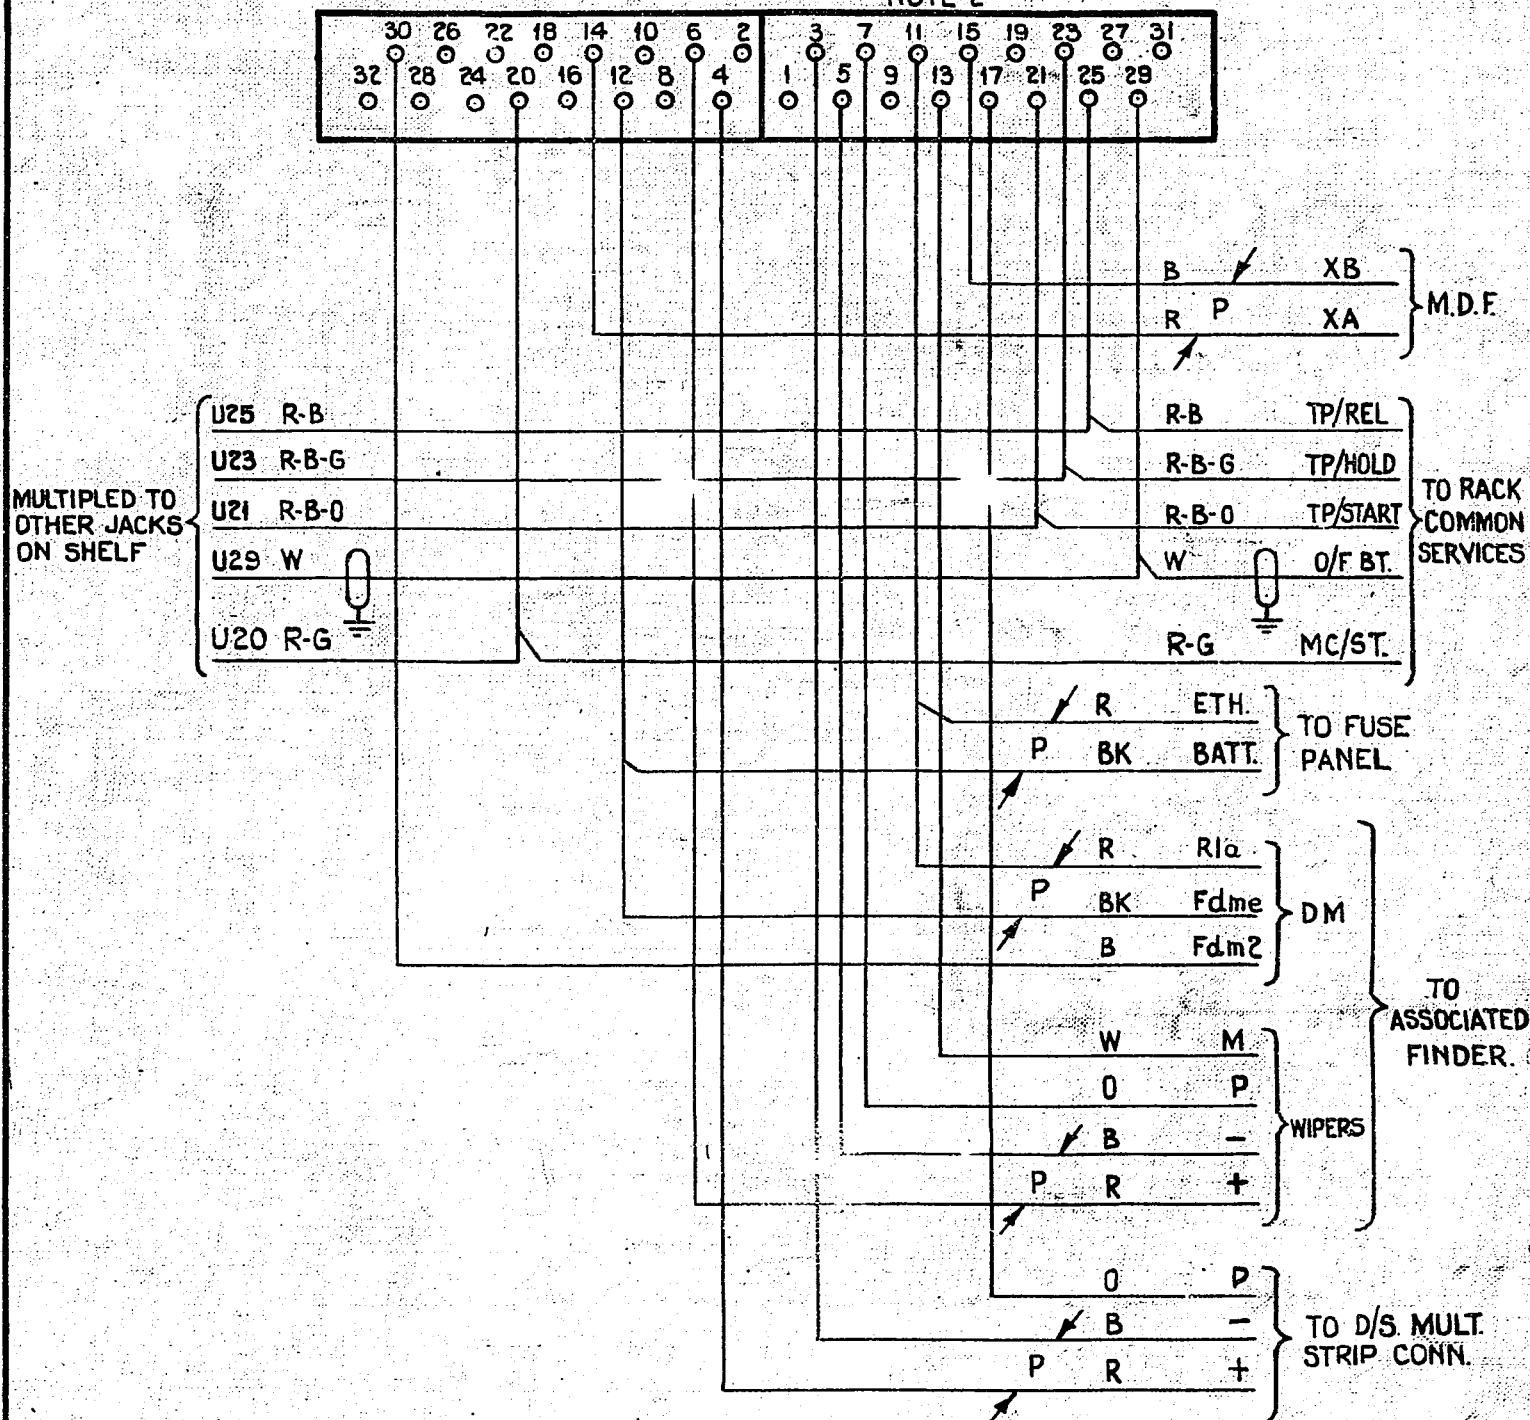 30 26 22 18 14 10 6 2 3 7 11 15 19 23 27 31
32 28 24 20 16 12 8 4 1 5 9 13 17 21 25 29
B XB
R P XA
M.D.F.
U25 R-B
U23 R-B-G
U21 R-B-O
U29 W
U20 R-G
MULTIPLED TO
OTHER JACKS
ON SHELF
R-B TP/REL
R-B-G TP/HOLD
R-B-O TP/START
W O/F BT.
R-G MC/ST.
TO RACK
COMMON
SERVICES
R ETH.
P BK BATT.
TO FUSE
PANEL
R R1a
P BK Fdme
B Fdm2
DM
W M
O P
B -
P R +
WIPERS
TO
ASSOCIATED
FINDER.
O P
B -
P R +
TO D/S. MULT.
STRIP CONN.